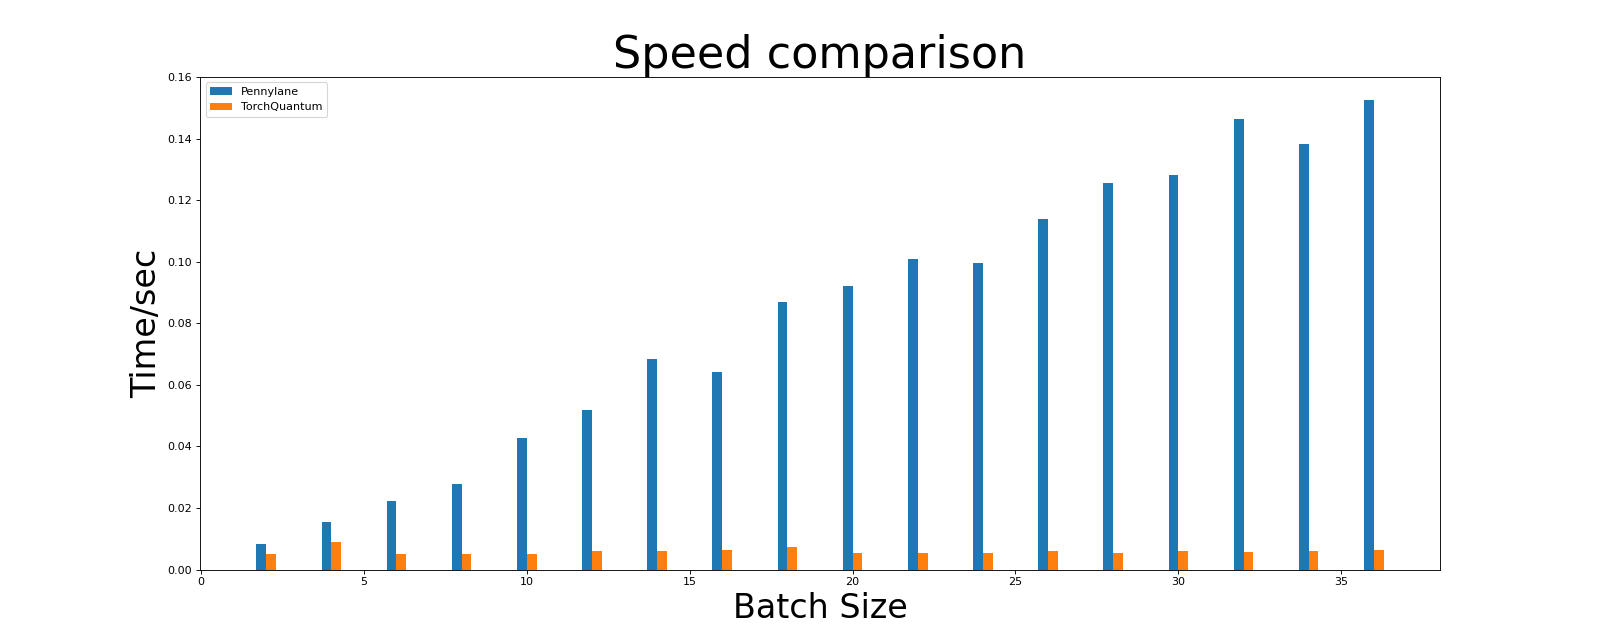 Speed comparison
Pennylane
TorchQuantum
Time/sec
0.16
0.14
0.12
0.10
0.08
0.06
0.04
0.02
0.00
0 5 10 15 20 25 30 35
Batch Size